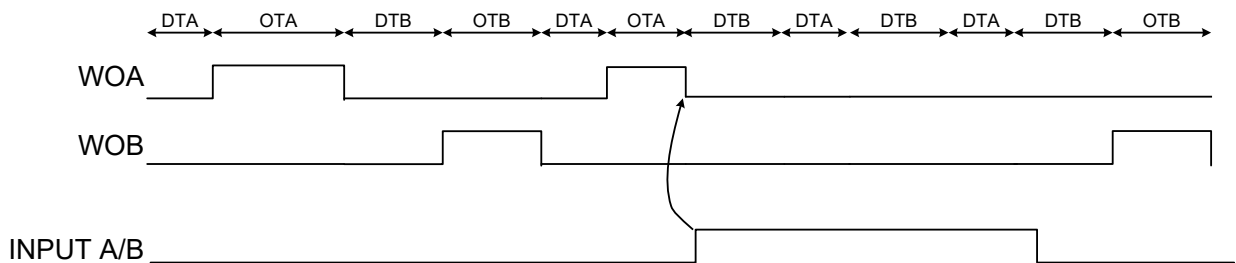 DTA OTA DTB OTB DTA OTA DTB DTA DTB DTA DTB OTB
WOA
WOB
INPUT A/B